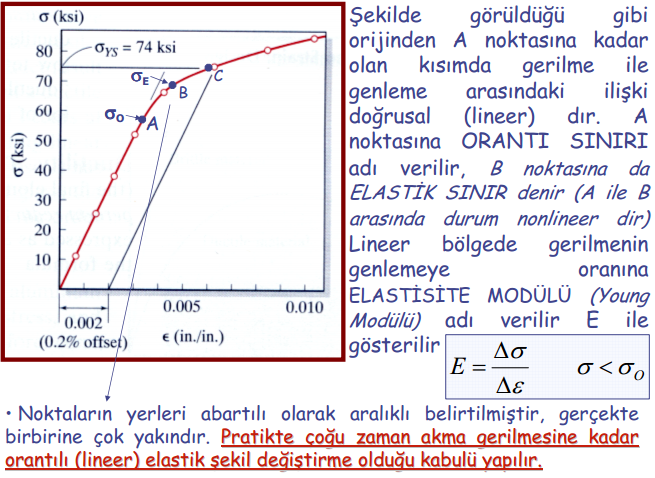 σ (ksi)
80
70
60
50
40
30
20
10
σ (ksi)
σYS = 74 ksi
σE
B
C
σO
A
0.005
0.010
0.002
(0.2% offset)
ϵ (in./in.)
Şekilde görüldüğü gibi
orijinden A noktasına kadar
olan kısımda gerilme ile
genleme arasındaki ilişki
doğrusal (lineer) dır. A
noktasına ORANTI SINIRI
adı verilir, B noktasına da
ELASTİK SINIR denir (A ile B
arasında durum nonlineer dir)
Lineer bölgede gerilmenin
genlemeye oranına
ELASTİSİTE MODÜLÜ (Young
Modülü) adı verilir E ile
gösterilir
E = Δσ / Δε σ < σO
• Noktaların yerleri abartılı olarak aralıklı belirtilmiştir, gerçekte
birbirine çok yakındır. Pratikte çoğu zaman akma gerilmesine kadar
orantılı (lineer) elastik şekil değiştirme olduğu kabulü yapılır.